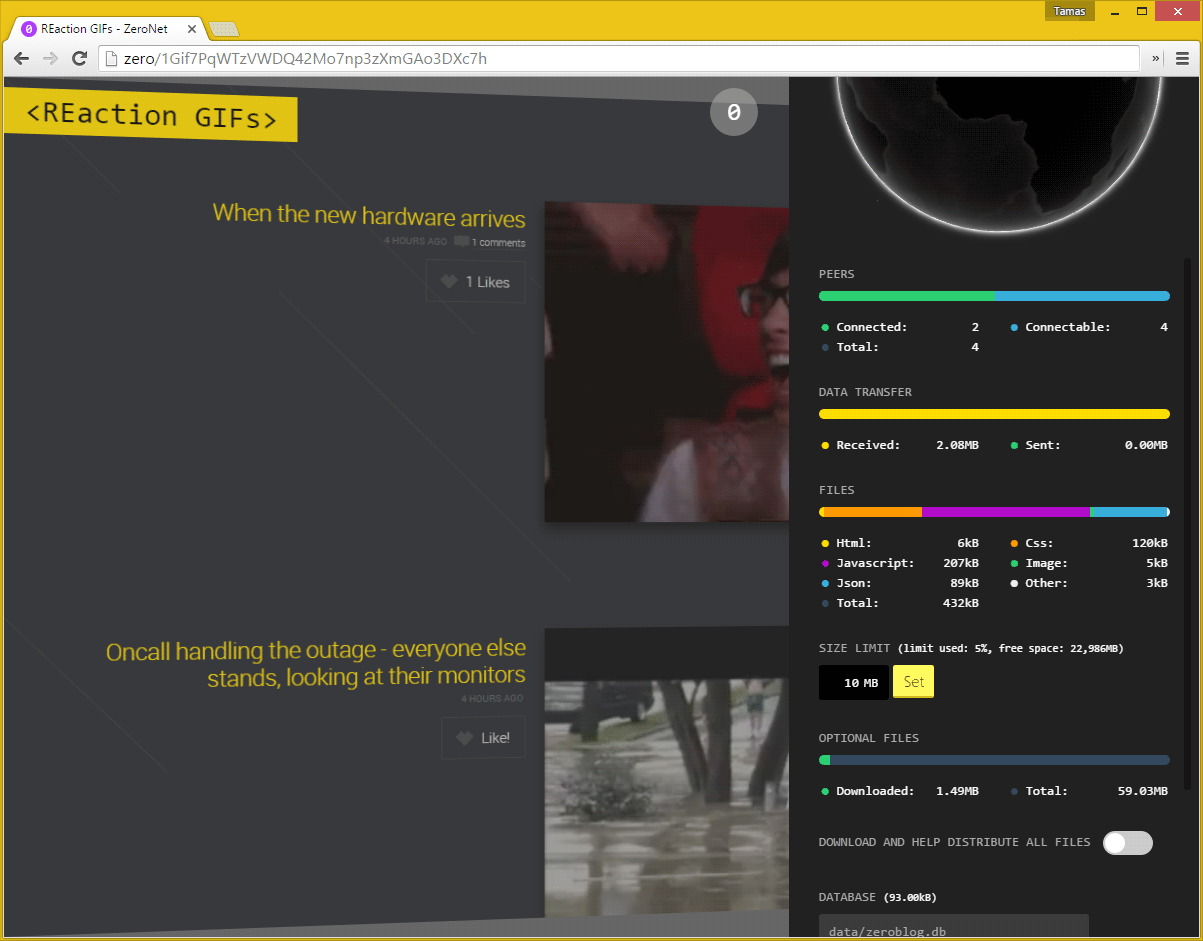 Tamas
REaction GIFs - ZeroNet
zero/1Gif7PqWTzVWDQ42Mo7np3zXmGAo3DXc7h
<REaction GIFs>
0
When the new hardware arrives
4 HOURS AGO 1 comments
1 Likes
Oncall handling the outage - everyone else
stands, looking at their monitors
4 HOURS AGO
Like!
PEERS
Connected: 2 Connectable: 4
Total: 4
DATA TRANSFER
Received: 2.08MB Sent: 0.00MB
FILES
Html: 6kB Css: 120kB
Javascript: 207kB Image: 5kB
Json: 89kB Other: 3kB
Total: 432kB
SIZE LIMIT (limit used: 5%, free space: 22,986MB)
10 MB Set
OPTIONAL FILES
Downloaded: 1.49MB Total: 59.03MB
DOWNLOAD AND HELP DISTRIBUTE ALL FILES
DATABASE (93.00kB)
data/zeroblog.db